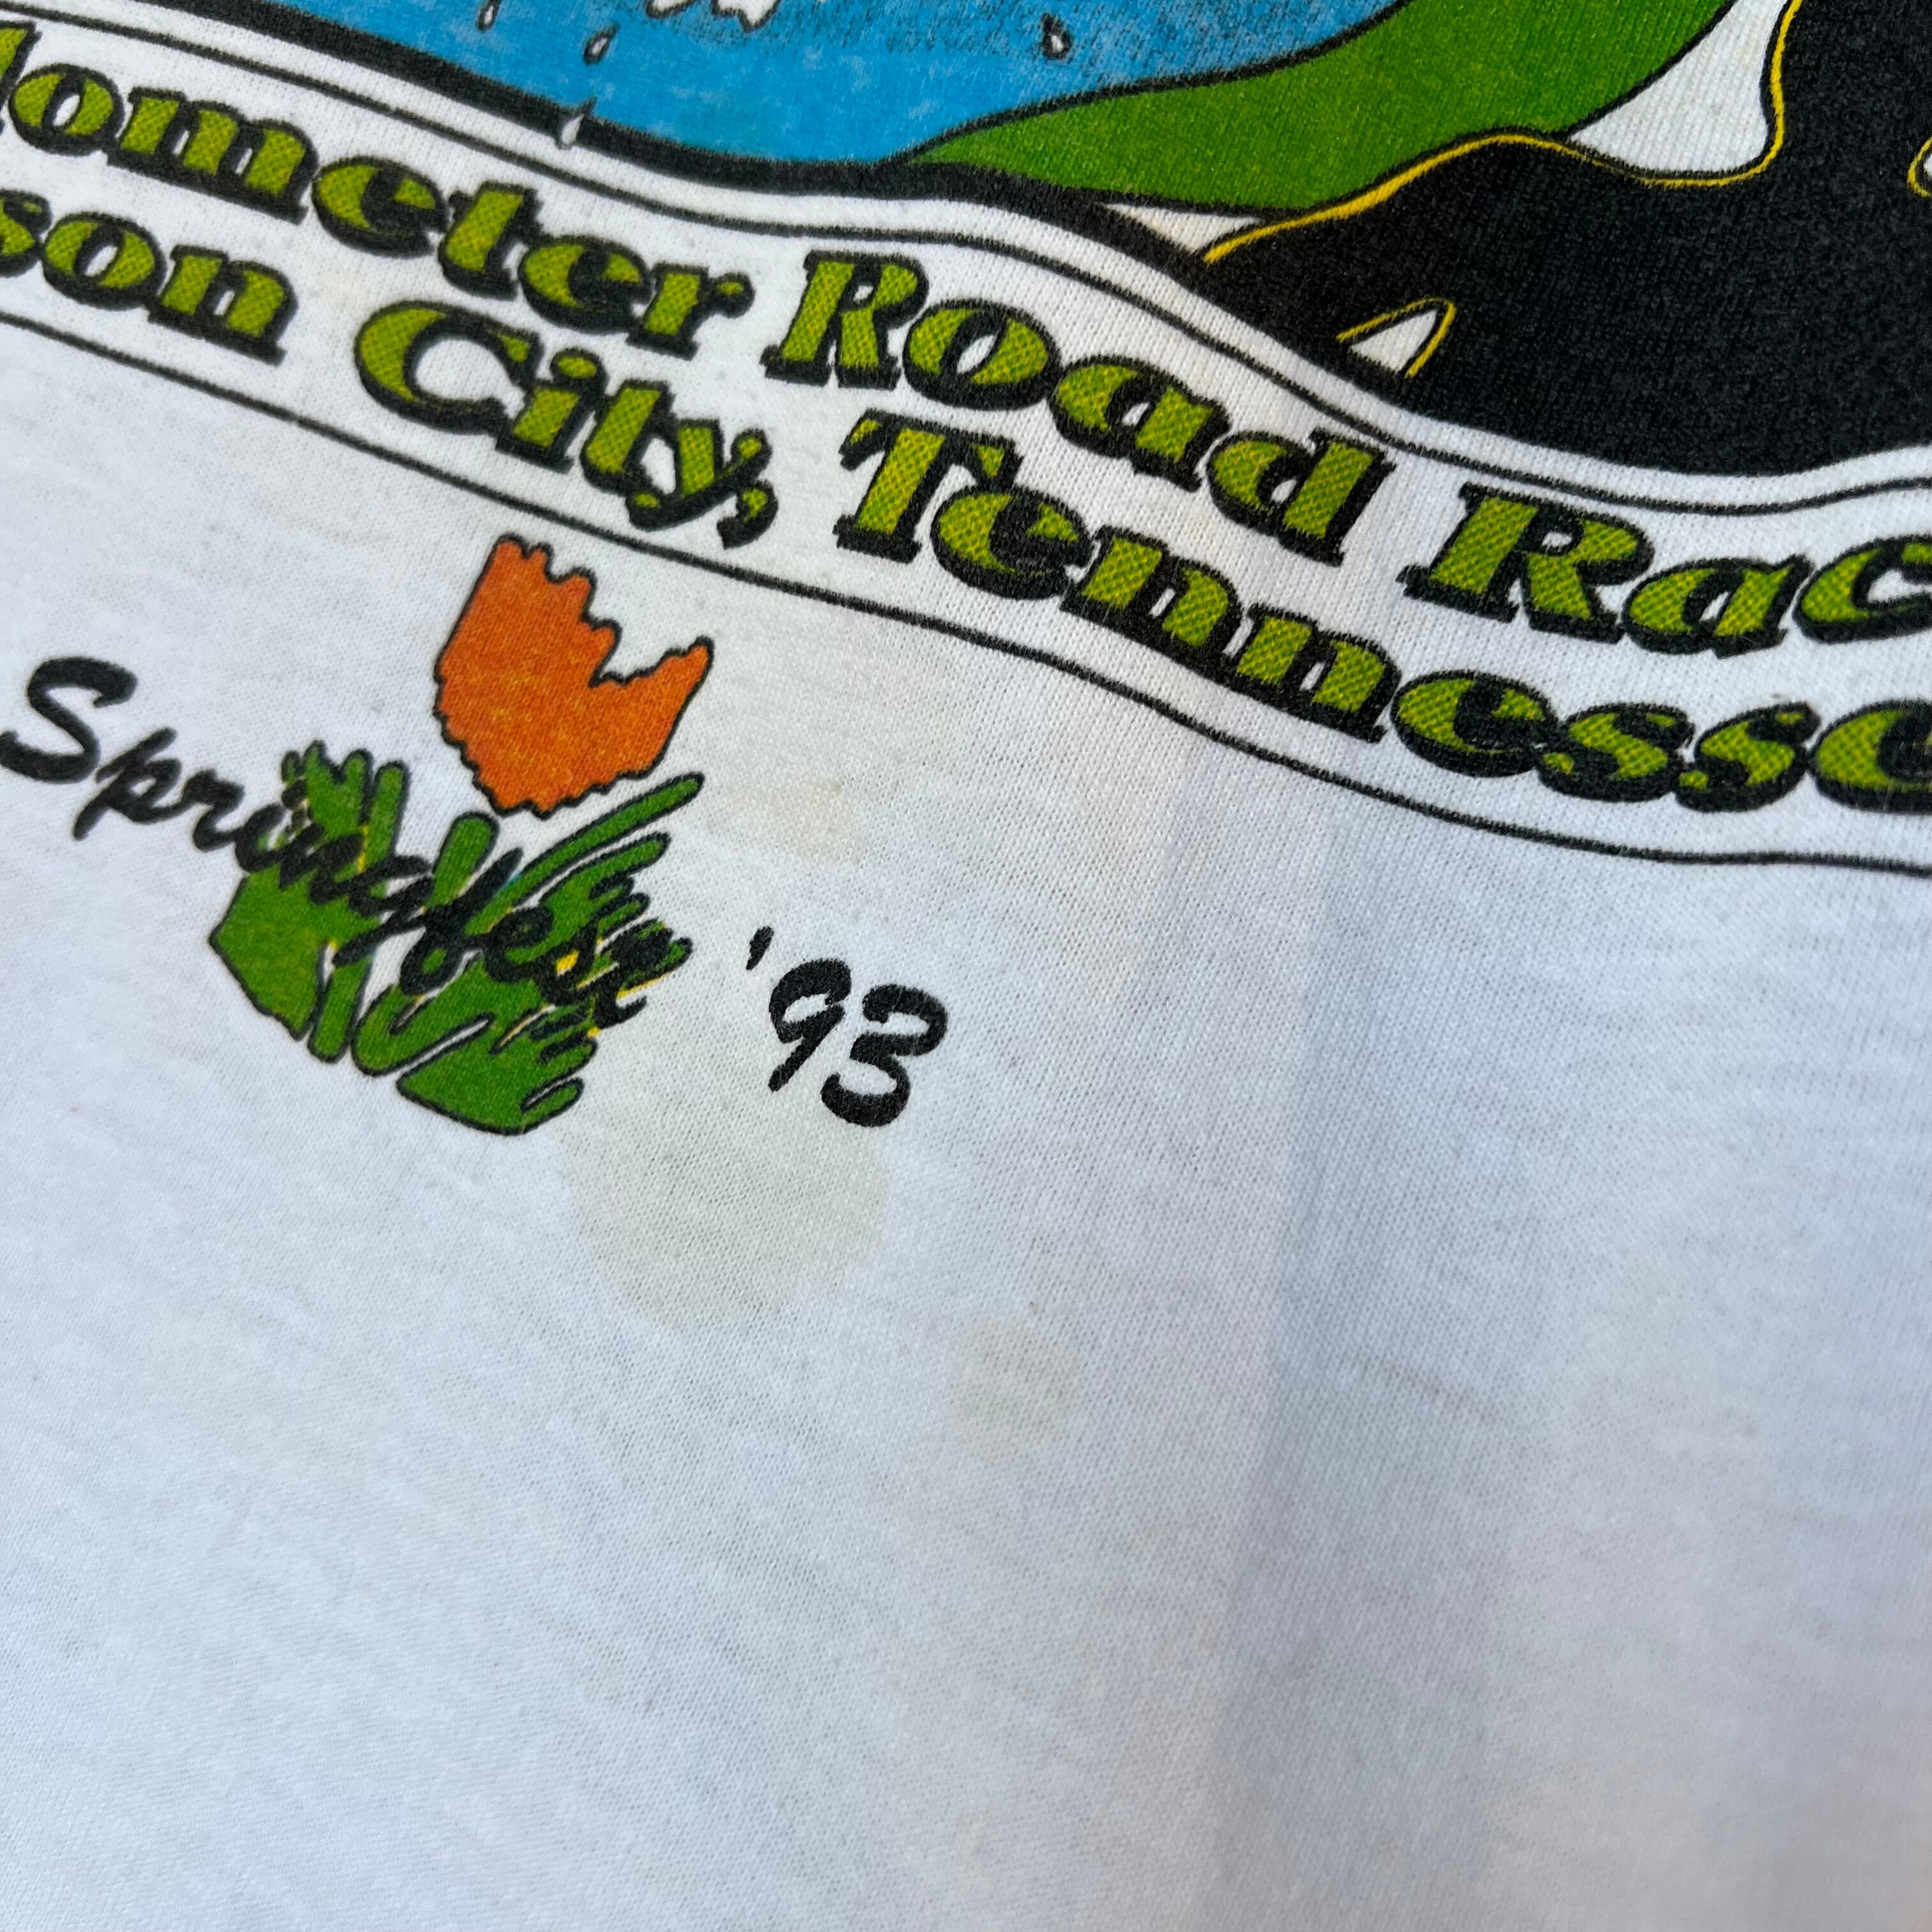 lometer Road Rac
son City, Tennesse
Springfest '93